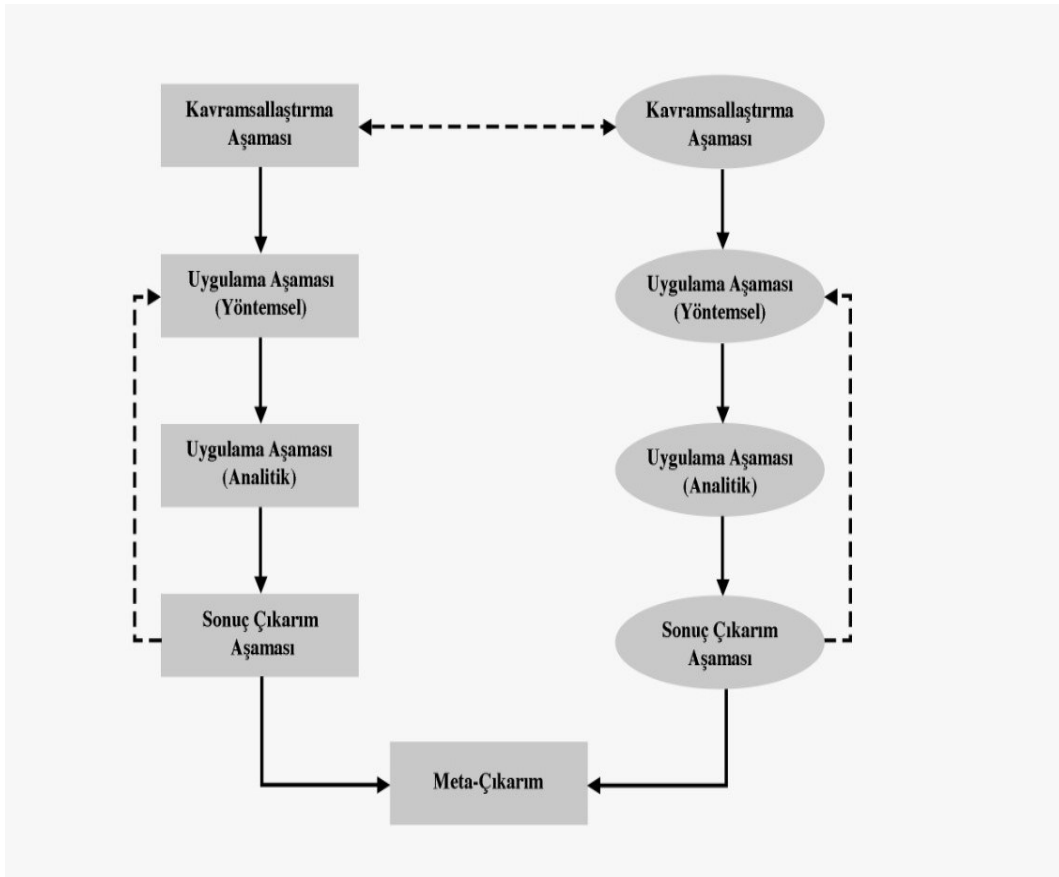 Kavramsallaştırma
Aşaması
Kavramsallaştırma
Aşaması
Uygulama Aşaması
(Yöntemsel)
Uygulama Aşaması
(Yöntemsel)
Uygulama Aşaması
(Analitik)
Uygulama Aşaması
(Analitik)
Sonuç Çıkarım
Aşaması
Sonuç Çıkarım
Aşaması
Meta-Çıkarım